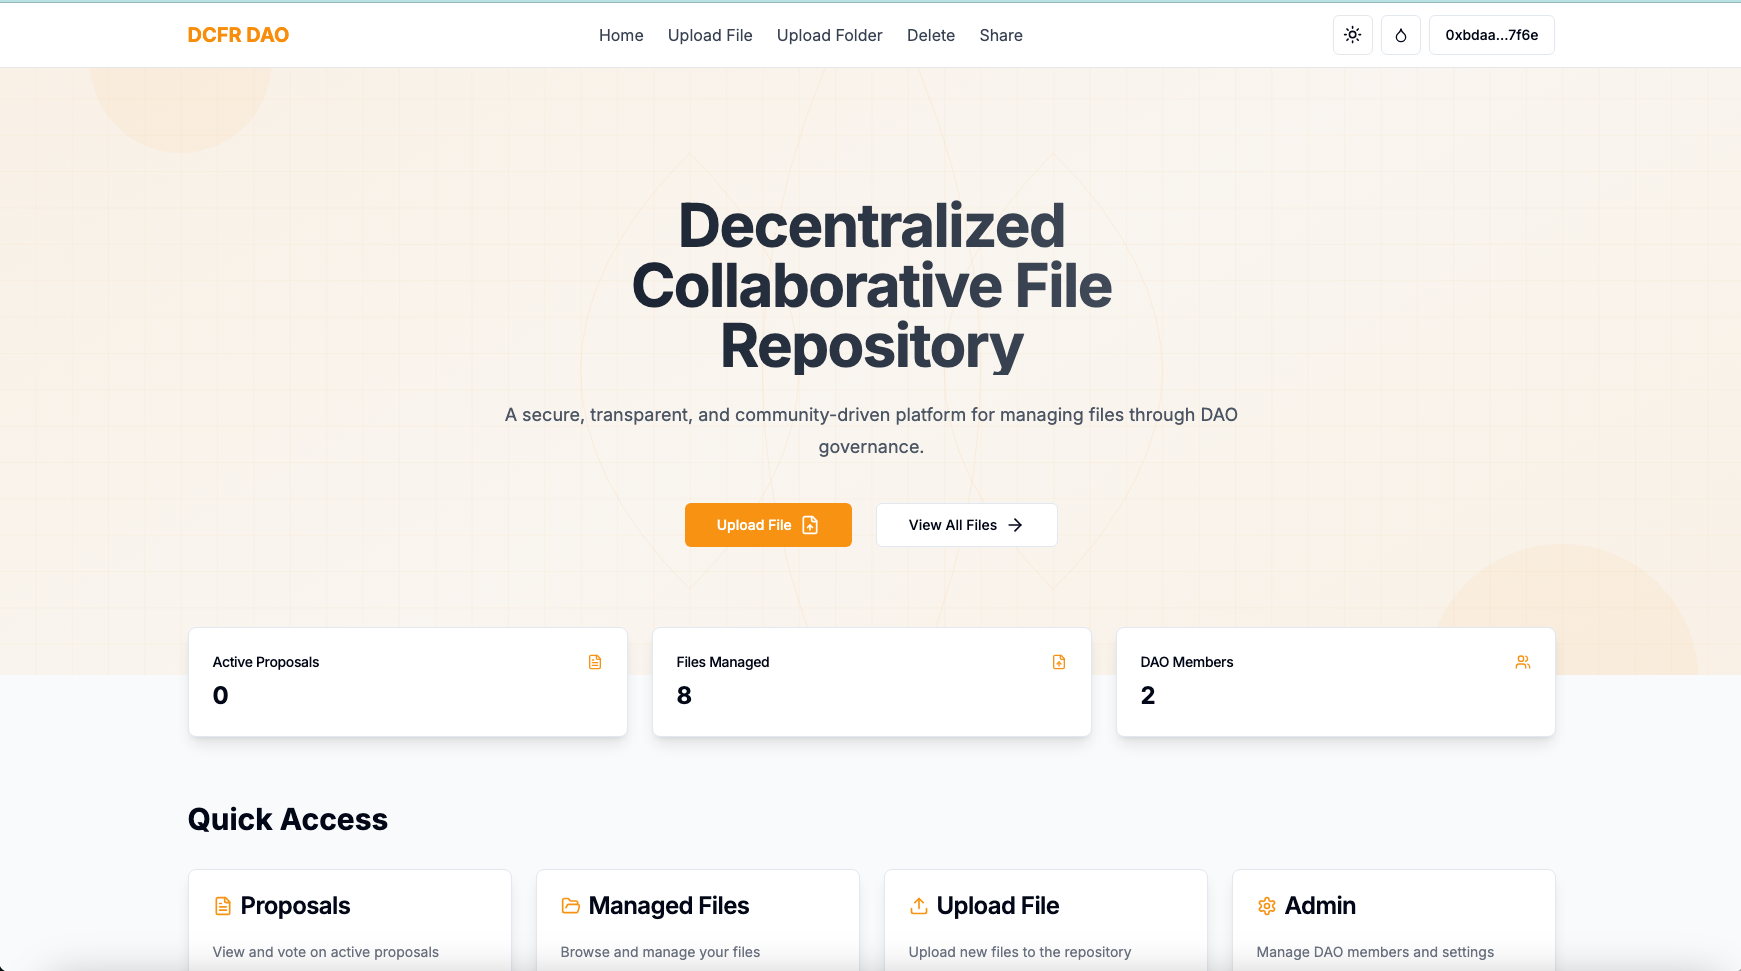 DCFR DAO
Home
Upload File
Upload Folder
Delete
Share
0xbdaa...7f6e
Decentralized
Collaborative File
Repository
A secure, transparent, and community-driven platform for managing files through DAO
governance.
Upload File
View All Files
Active Proposals
0
Files Managed
8
DAO Members
2
Quick Access
Proposals
View and vote on active proposals
Managed Files
Browse and manage your files
Upload File
Upload new files to the repository
Admin
Manage DAO members and settings